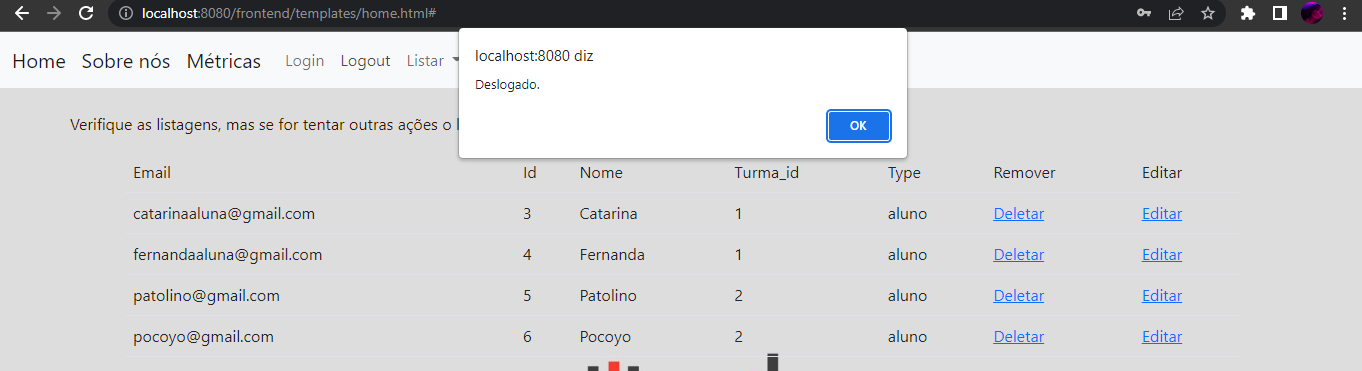 localhost:8080/frontend/templates/home.html#
Home Sobre nós Métricas Login Logout Listar
localhost:8080 diz
Deslogado.
OK
Verifique as listagens, mas se for tentar outras ações o
Email Id Nome Turma_id Type Remover Editar
catarinaaluna@gmail.com 3 Catarina 1 aluno Deletar Editar
fernandaaluna@gmail.com 4 Fernanda 1 aluno Deletar Editar
patolino@gmail.com 5 Patolino 2 aluno Deletar Editar
pocoyo@gmail.com 6 Pocoyo 2 aluno Deletar Editar